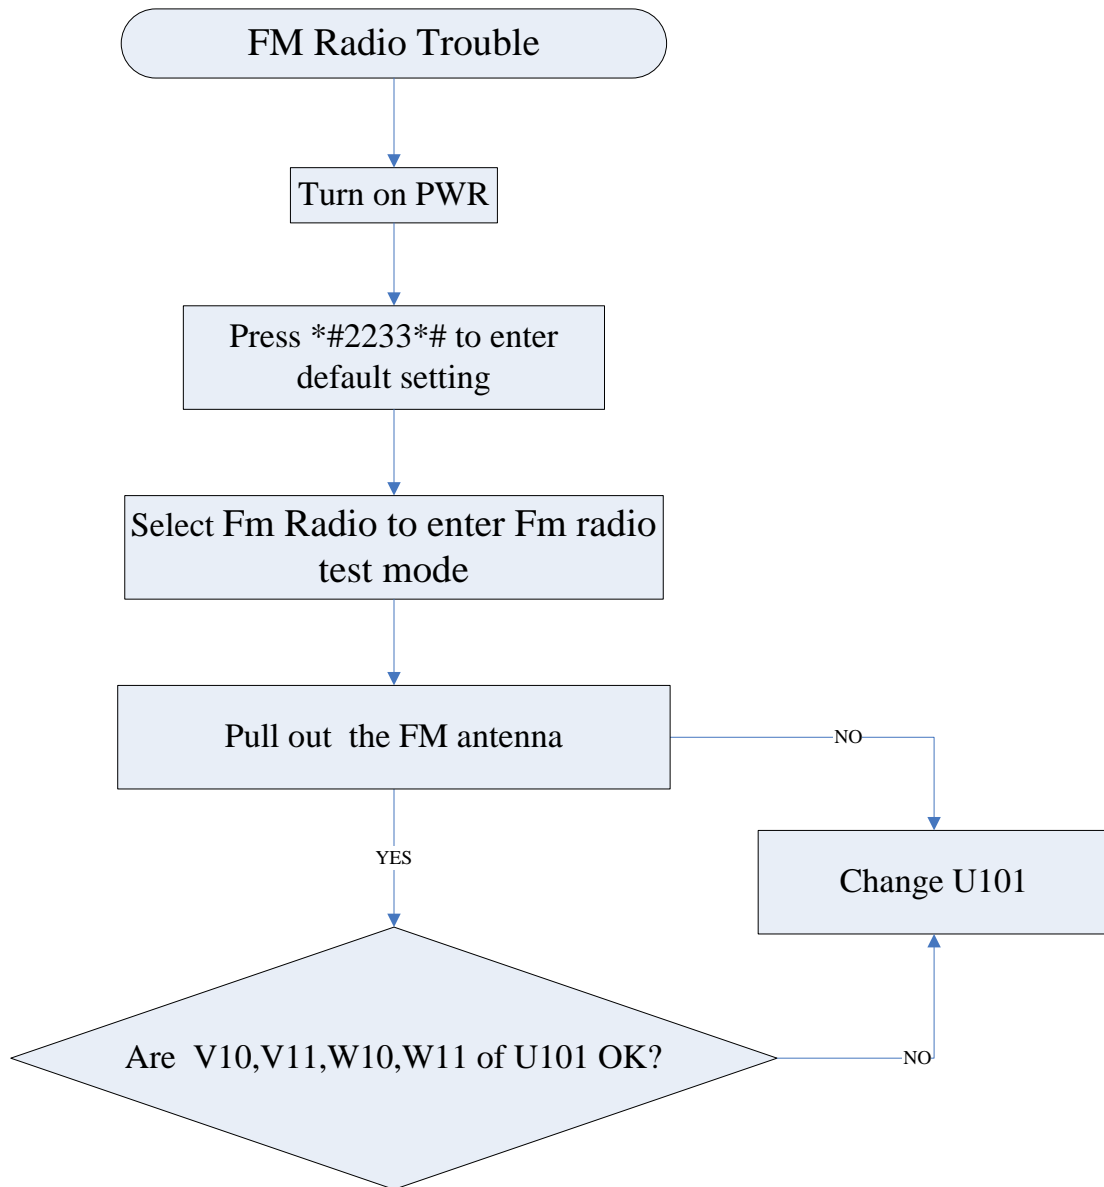 FM Radio Trouble
Turn on PWR
Press *#2233*# to enter
default setting
Select Fm Radio to enter Fm radio
test mode
Pull out  the FM antenna
NO
Change U101
YES
Are  V10,V11,W10,W11 of U101 OK?
NO